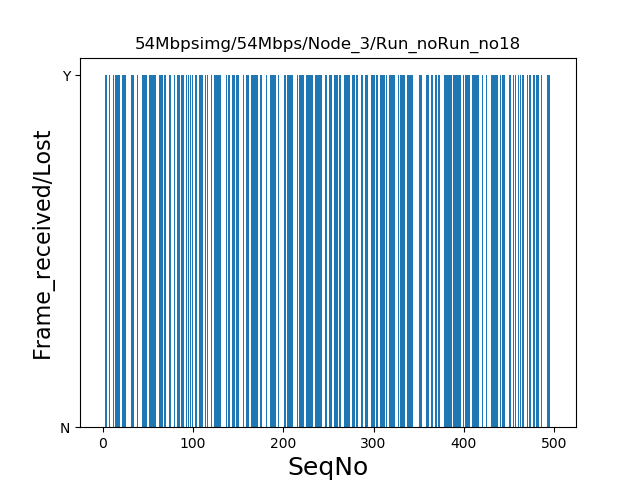 54Mbpsimg/54Mbps/Node_3/Run_noRun_no18
Y
Frame_received/Lost
N
0 100 200 300 400 500
SeqNo